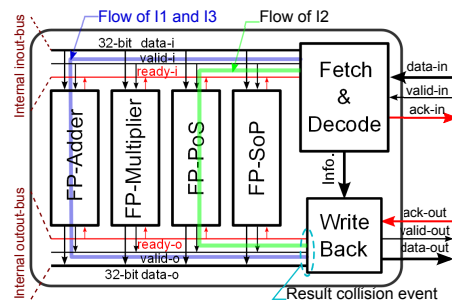 Flow of I1 and I3
Flow of I2
32-bit data-i
valid-i
ready-i
Internal inout-bus
Fetch
&
Decode
data-in
valid-in
ack-in
FP-Adder
FP-Multiplier
FP-PoS
FP-SoP
Info.
Write
Back
ack-out
valid-out
data-out
Internal outout-bus
ready-o
valid-o
32-bit data-o
Result collision event